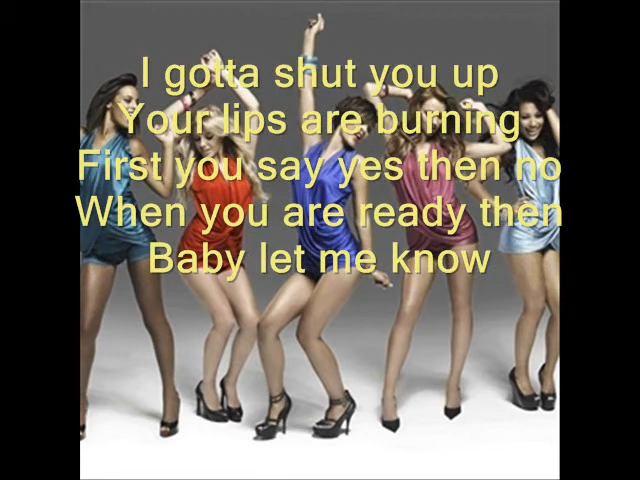 I gotta shut you up
Your lips are burning
First you say yes then no
When you are ready then
Baby let me know